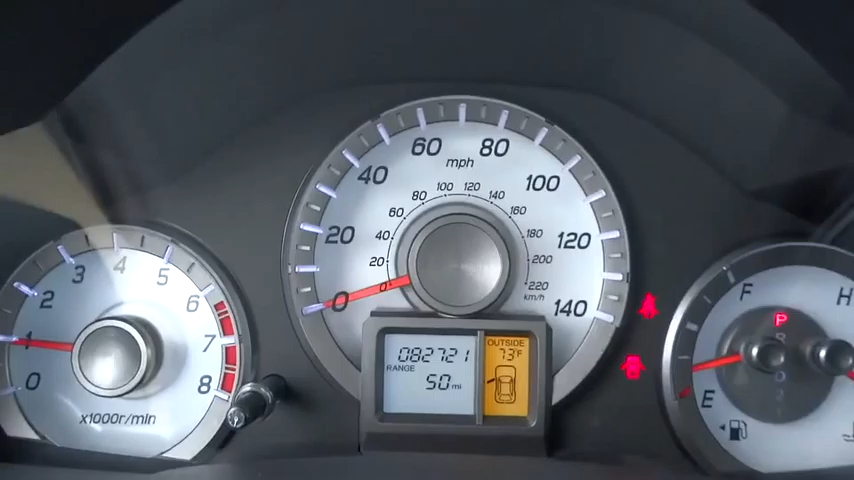 0 1 2 3 4 5 6 7 8
x1000r/min
0 20 40 60 80 100 120 140
mph
0 20 40 60 80 100 120 140 160 180 200 220
km/h
082721
RANGE
50 mi
OUTSIDE
73°F
F
E
P
H